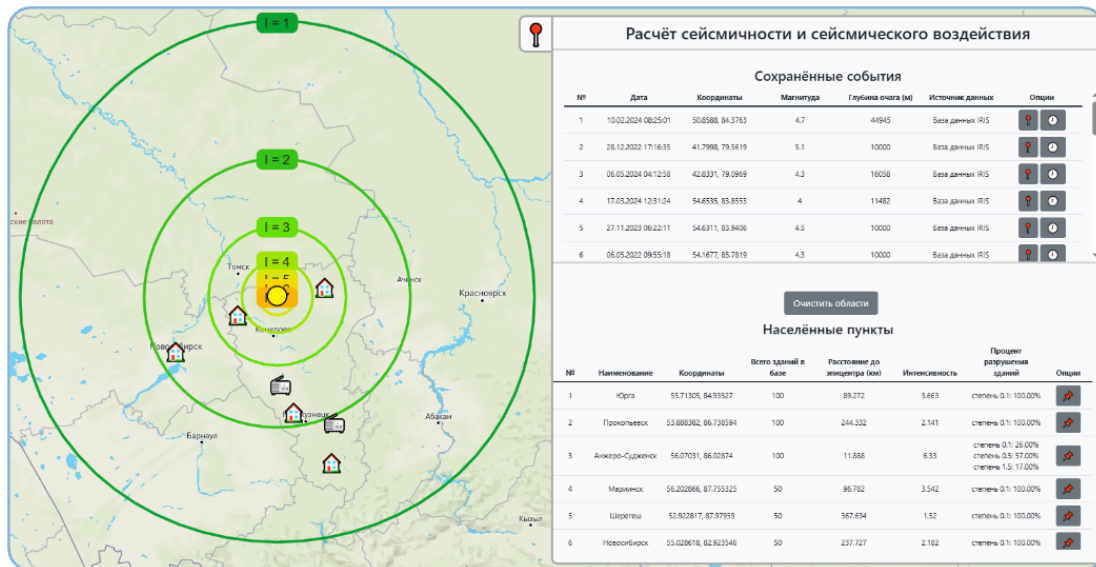 I = 1
I = 2
I = 3
I = 4
Томск
Ачинск
Красноярск
Кемерово
Абакан
Барнаул
Кызыл
Расчёт сейсмичности и сейсмического воздействия
Сохранённые события
№ Дата Координаты Магнитуда Глубина очага (м) Источник данных Опции
1 10.02.2024 08:25:01 50.8588, 84.3763 4.7 44945 База данных IRIS
2 28.12.2022 17:16:35 41.7998, 79.5619 5.1 10000 База данных IRIS
3 06.05.2024 04:12:58 42.8331, 79.0969 4.3 16058 База данных IRIS
4 17.03.2024 12:31:24 54.6535, 83.8553 4 11482 База данных IRIS
5 27.11.2023 06:22:11 54.6311, 83.9406 4.5 10000 База данных IRIS
6 06.05.2022 09:55:18 54.1677, 85.7819 4.3 10000 База данных IRIS
Очистить области
Населённые пункты
№ Наименование Координаты Всего зданий в базе Расстояние до эпицентра (км) Интенсивность Процент разрушения зданий Опции
1 Юрга 55.71305, 84.93527 100 89.272 3.663 степень 0.1: 100.00%
2 Прокопьевск 53.888382, 86.738594 100 244.332 2.141 степень 0.1: 100.00%
3 Анжеро-Судженск 56.07031, 86.02874 100 11.888 6.33 степень 0.1: 26.00%
степень 0.5: 57.00%
степень 1.5: 17.00%
4 Мариинск 56.202866, 87.755325 50 96.782 3.542 степень 0.1: 100.00%
5 Шерегеш 52.922817, 87.97959 50 367.634 1.52 степень 0.1: 100.00%
6 Новосибирск 55.028618, 82.923546 50 237.727 2.182 степень 0.1: 100.00%